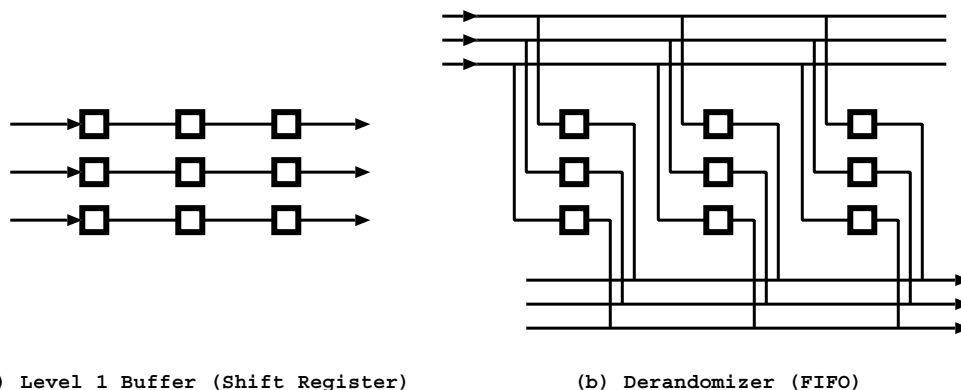 ) Level 1 Buffer (Shift Register)
(b) Derandomizer (FIFO)